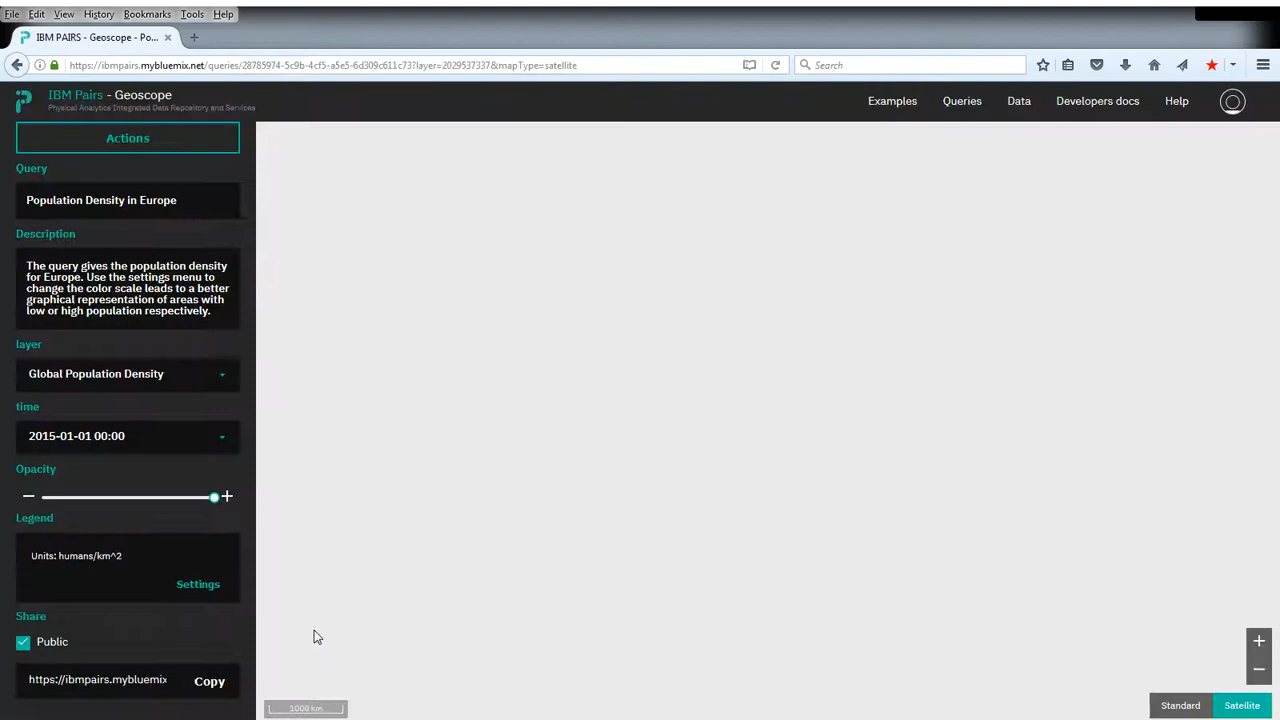 File Edit View History Bookmarks Tools Help
IBM PAIRS - Geoscope - Po...
https://ibmpairs.mybluemix.net/queries/28785974-5c9b-4cf5-a5e5-6d309c611c73?layer=2029537337&mapType=satellite
Search
IBM Pairs - Geoscope
Physical Analytics Integrated Data Repository and Services
Examples Queries Data Developers docs Help
Actions
Query
Population Density in Europe
Description
The query gives the population density
for Europe. Use the settings menu to
change the color scale leads to a better
graphical representation of areas with
low or high population respectively.
layer
Global Population Density
time
2015-01-01 00:00
Opacity
Legend
Units: humans/km^2
Settings
Share
Public
https://ibmpairs.mybluemix
Copy
1000 km
Standard Satellite